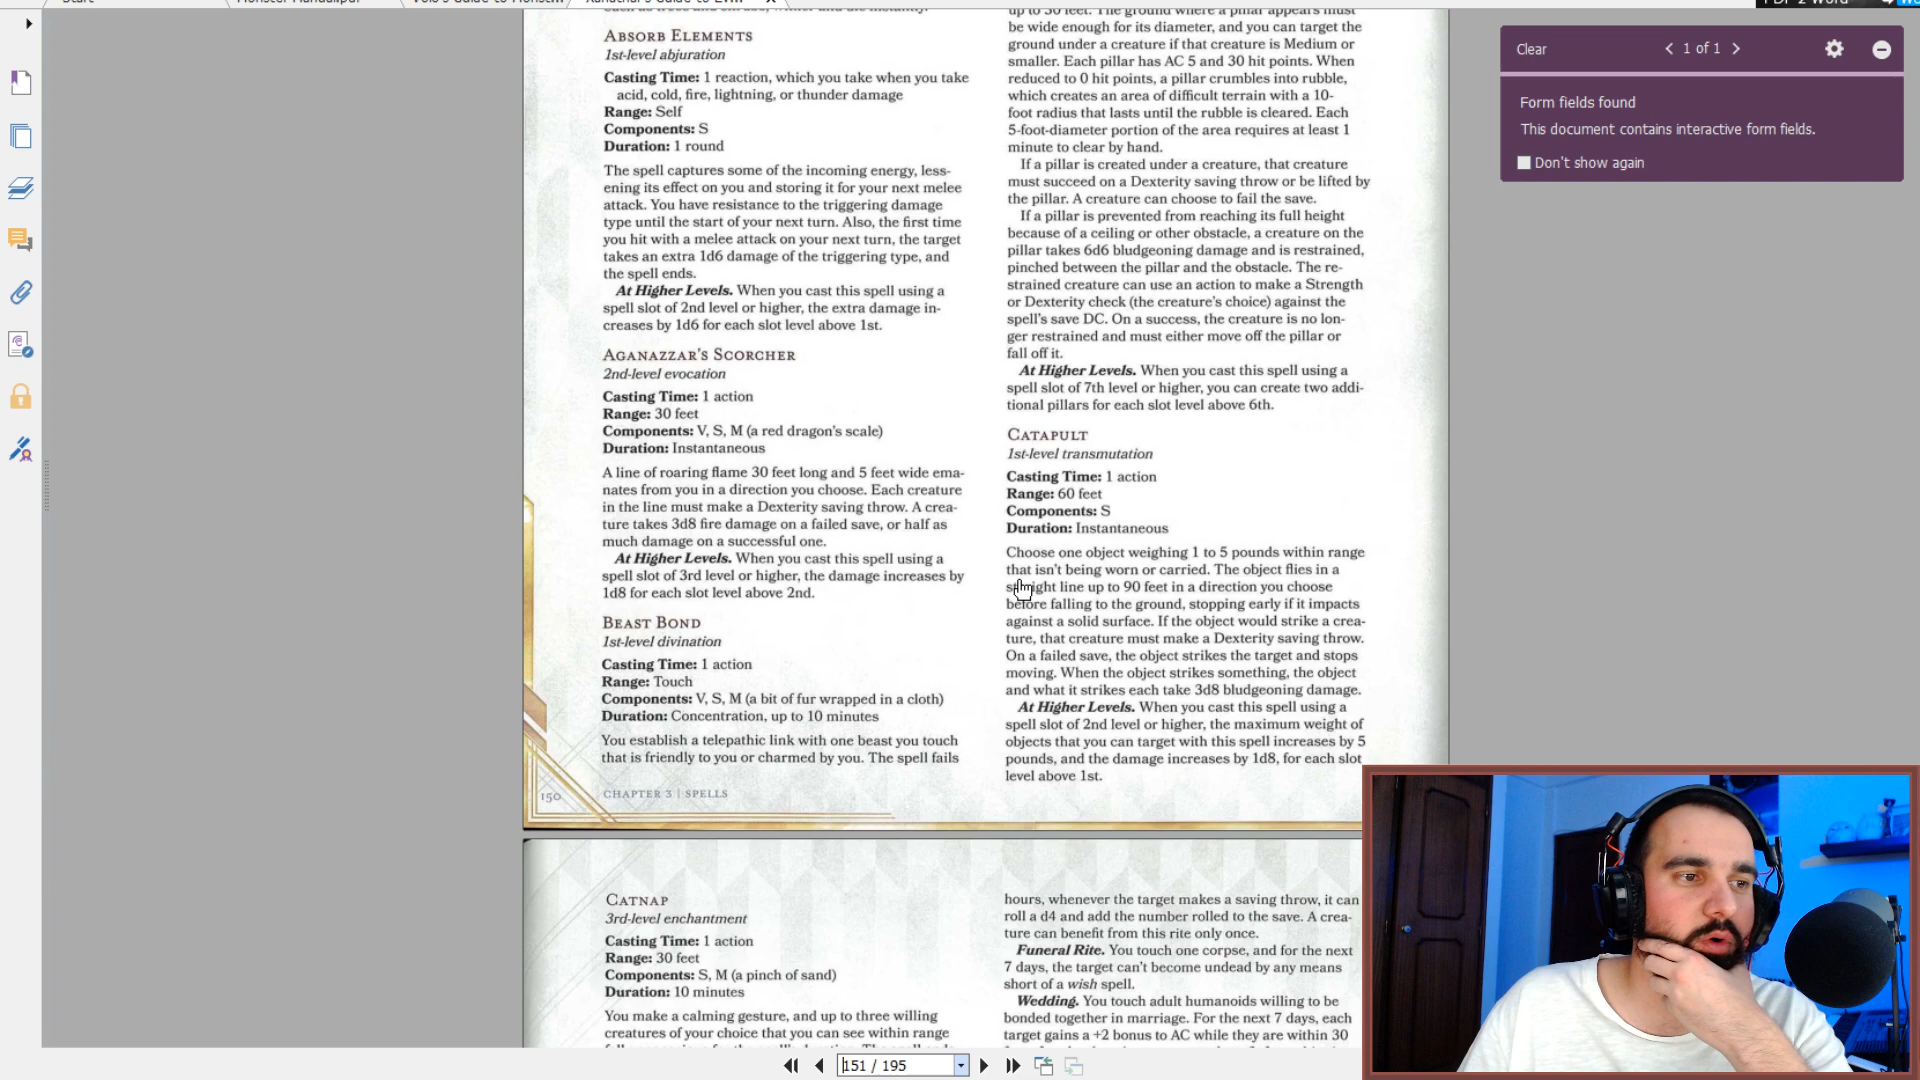 Start
Monster Manual.pdf
Volo's Guide to Monst...
Xanathar's Guide to Ev...
PDF 2 Word
ABSORB ELEMENTS
1st-level abjuration
Casting Time: 1 reaction, which you take when you take
acid, cold, fire, lightning, or thunder damage
Range: Self
Components: S
Duration: 1 round
The spell captures some of the incoming energy, less-
ening its effect on you and storing it for your next melee
attack. You have resistance to the triggering damage
type until the start of your next turn. Also, the first time
you hit with a melee attack on your next turn, the target
takes an extra 1d6 damage of the triggering type, and
the spell ends.
At Higher Levels. When you cast this spell using a
spell slot of 2nd level or higher, the extra damage in-
creases by 1d6 for each slot level above 1st.
AGANAZZAR'S SCORCHER
2nd-level evocation
Casting Time: 1 action
Range: 30 feet
Components: V, S, M (a red dragon's scale)
Duration: Instantaneous
A line of roaring flame 30 feet long and 5 feet wide ema-
nates from you in a direction you choose. Each creature
in the line must make a Dexterity saving throw. A crea-
ture takes 3d8 fire damage on a failed save, or half as
much damage on a successful one.
At Higher Levels. When you cast this spell using a
spell slot of 3rd level or higher, the damage increases by
1d8 for each slot level above 2nd.
BEAST BOND
1st-level divination
Casting Time: 1 action
Range: Touch
Components: V, S, M (a bit of fur wrapped in a cloth)
Duration: Concentration, up to 10 minutes
You establish a telepathic link with one beast you touch
that is friendly to you or charmed by you. The spell fails
150
CHAPTER 3 | SPELLS
up to 30 feet. The ground where a pillar appears must
be wide enough for its diameter, and you can target the
ground under a creature if that creature is Medium or
smaller. Each pillar has AC 5 and 30 hit points. When
reduced to 0 hit points, a pillar crumbles into rubble,
which creates an area of difficult terrain with a 10-
foot radius that lasts until the rubble is cleared. Each
5-foot-diameter portion of the area requires at least 1
minute to clear by hand.
If a pillar is created under a creature, that creature
must succeed on a Dexterity saving throw or be lifted by
the pillar. A creature can choose to fail the save.
If a pillar is prevented from reaching its full height
because of a ceiling or other obstacle, a creature on the
pillar takes 6d6 bludgeoning damage and is restrained,
pinched between the pillar and the obstacle. The re-
strained creature can use an action to make a Strength
or Dexterity check (the creature's choice) against the
spell's save DC. On a success, the creature is no lon-
ger restrained and must either move off the pillar or
fall off it.
At Higher Levels. When you cast this spell using a
spell slot of 7th level or higher, you can create two addi-
tional pillars for each slot level above 6th.
CATAPULT
1st-level transmutation
Casting Time: 1 action
Range: 60 feet
Components: S
Duration: Instantaneous
Choose one object weighing 1 to 5 pounds within range
that isn't being worn or carried. The object flies in a
straight line up to 90 feet in a direction you choose
before falling to the ground, stopping early if it impacts
against a solid surface. If the object would strike a crea-
ture, that creature must make a Dexterity saving throw.
On a failed save, the object strikes the target and stops
moving. When the object strikes something, the object
and what it strikes each take 3d8 bludgeoning damage.
At Higher Levels. When you cast this spell using a
spell slot of 2nd level or higher, the maximum weight of
objects that you can target with this spell increases by 5
pounds, and the damage increases by 1d8, for each slot
level above 1st.
CATNAP
3rd-level enchantment
Casting Time: 1 action
Range: 30 feet
Components: S, M (a pinch of sand)
Duration: 10 minutes
You make a calming gesture, and up to three willing
creatures of your choice that you can see within range
hours, whenever the target makes a saving throw, it can
roll a d4 and add the number rolled to the save. A crea-
ture can benefit from this rite only once.
Funeral Rite. You touch one corpse, and for the next
7 days, the target can't become undead by any means
short of a wish spell.
Wedding. You touch adult humanoids willing to be
bonded together in marriage. For the next 7 days, each
target gains a +2 bonus to AC while they are within 30
Clear
1 of 1
Form fields found
This document contains interactive form fields.
Don't show again
151 / 195